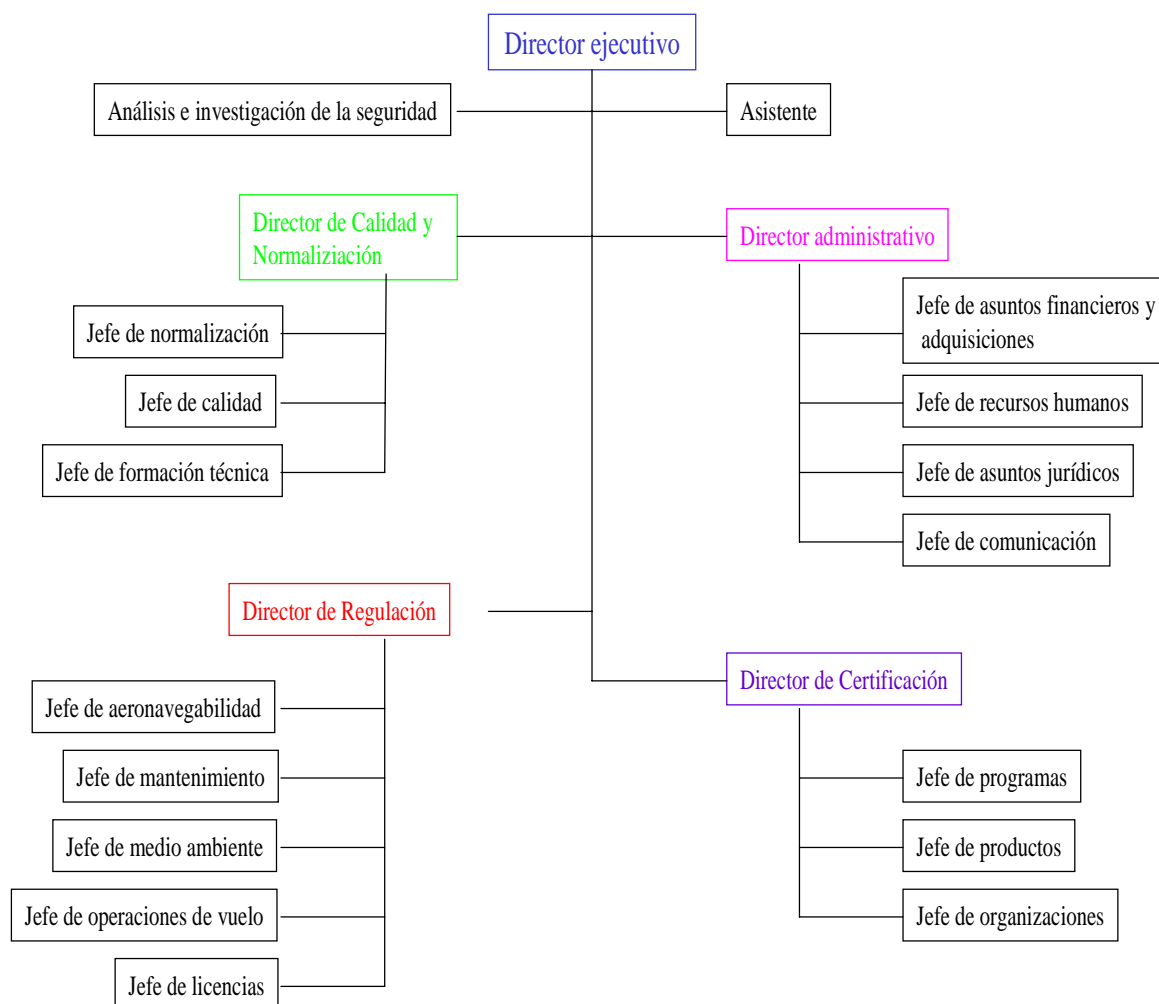 Director ejecutivo
Análisis e investigación de la seguridad
Asistente
Director de Calidad y
Normaliziación
Director administrativo
Jefe de normalización
Jefe de calidad
Jefe de formación técnica
Jefe de asuntos financieros y
adquisiciones
Jefe de recursos humanos
Jefe de asuntos jurídicos
Jefe de comunicación
Director de Regulación
Director de Certificación
Jefe de aeronavegabilidad
Jefe de mantenimiento
Jefe de medio ambiente
Jefe de operaciones de vuelo
Jefe de licencias
Jefe de programas
Jefe de productos
Jefe de organizaciones